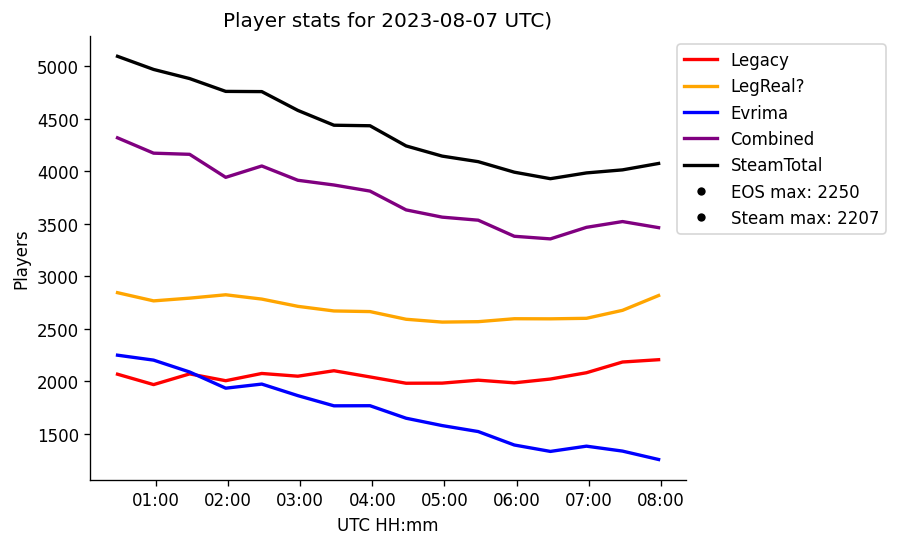 Player stats for 2023-08-07 UTC)
Legacy
LegReal?
Evrima
Combined
SteamTotal
EOS max: 2250
Steam max: 2207
Players
5000
4500
4000
3500
3000
2500
2000
1500
01:00 02:00 03:00 04:00 05:00 06:00 07:00 08:00
UTC HH:mm